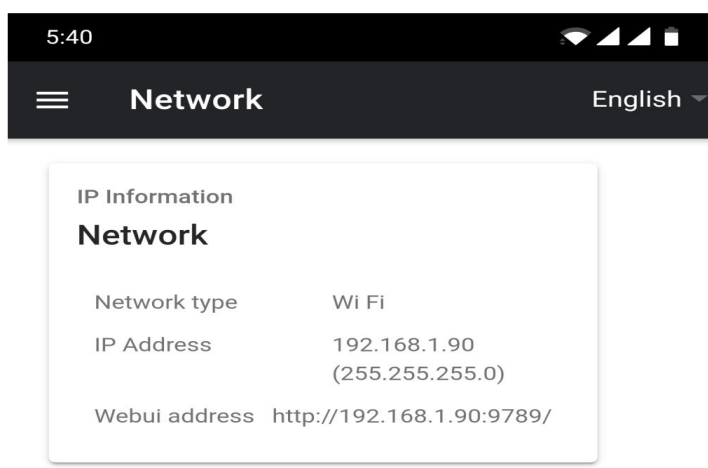 5:40
Network English
IP Information
Network
Network type Wi Fi
IP Address 192.168.1.90
(255.255.255.0)
Webui address http://192.168.1.90:9789/